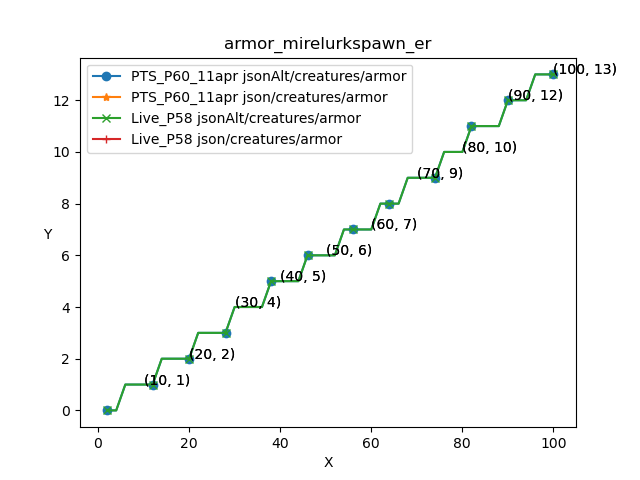 armor_mirelurkspawn_er
PTS_P60_11apr jsonAlt/creatures/armor
PTS_P60_11apr json/creatures/armor
Live_P58 jsonAlt/creatures/armor
Live_P58 json/creatures/armor
(100, 13)
(90, 12)
(80, 10)
(70, 9)
(60, 7)
(50, 6)
(40, 5)
(30, 4)
(20, 2)
(10, 1)
Y
12
10
8
6
4
2
0
0 20 40 60 80 100
X